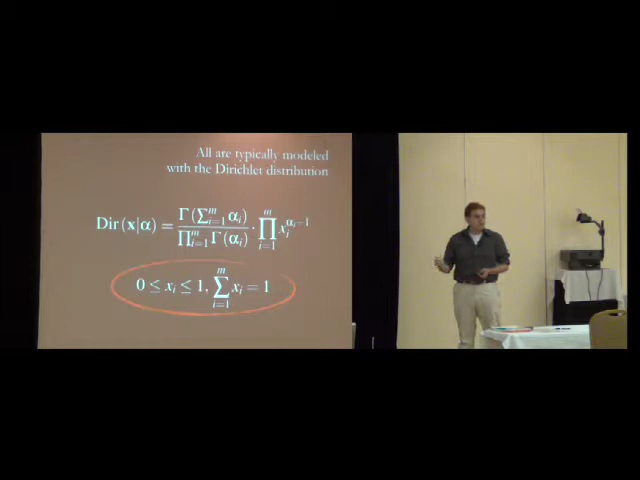 All are typically modeled
with the Dirichlet distribution
Dir(x|α) = Γ(∑_{i=1}^{m} α_i) / ∏_{i=1}^{m} Γ(α_i) · ∏_{i=1}^{m} x_i^{α_i−1}
0 ≤ x_i ≤ 1, ∑_{i=1}^{m} x_i = 1